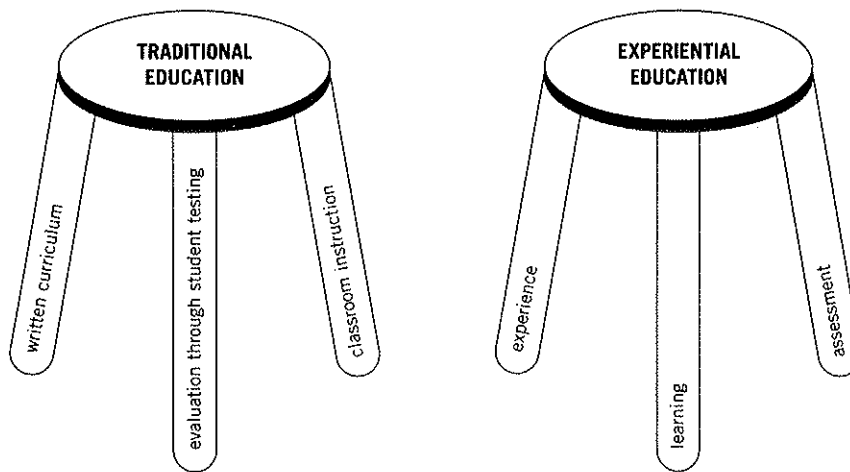 TRADITIONAL
EDUCATION
written curriculum
evaluation through student testing
classroom instruction
EXPERIENTIAL
EDUCATION
experience
learning
assessment